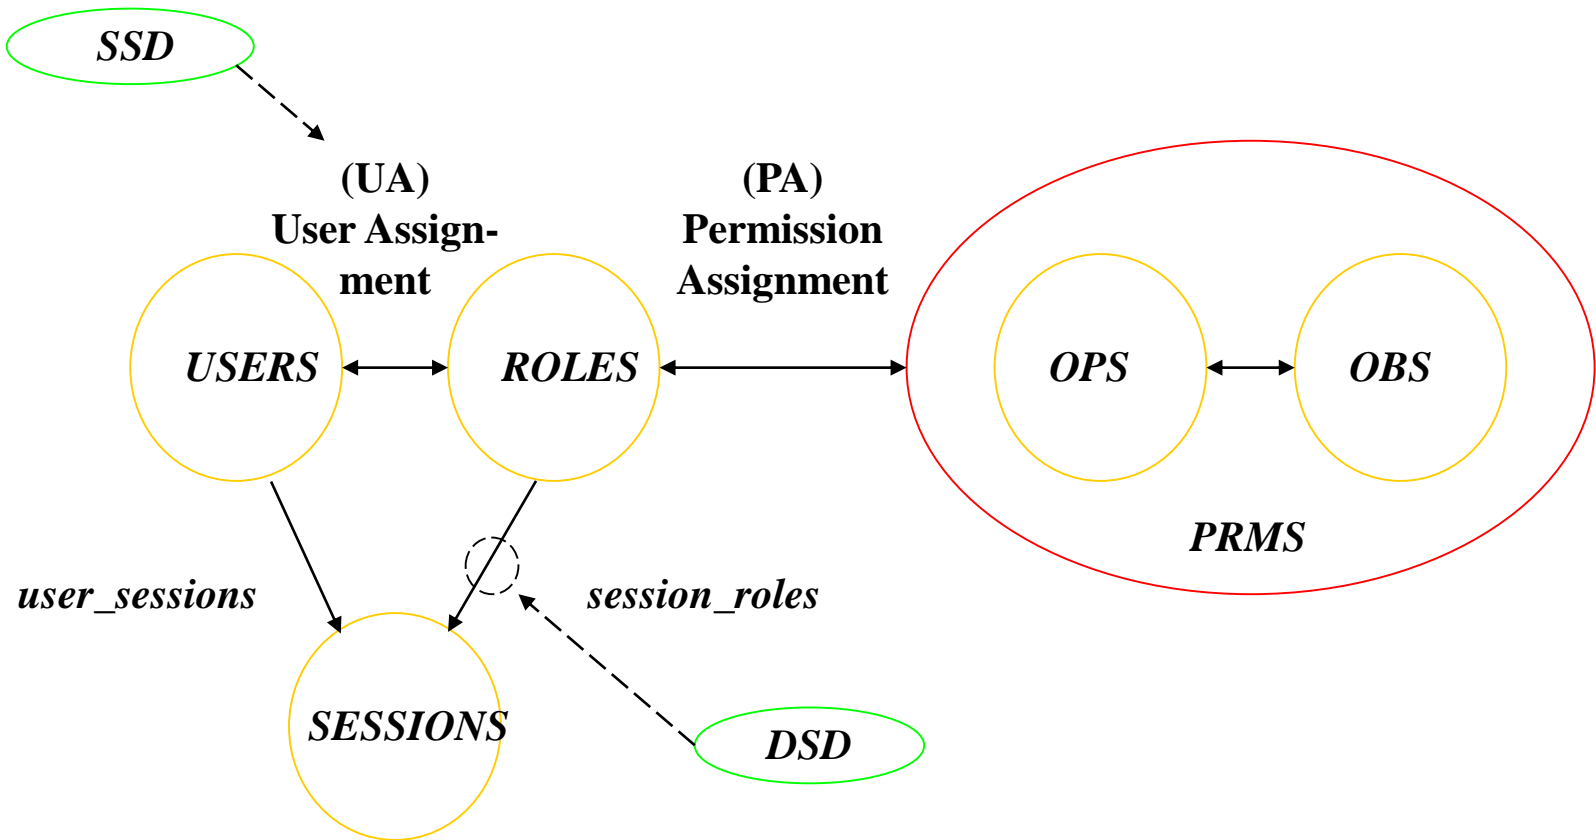 SSD
(UA)
User Assign-
ment
(PA)
Permission
Assignment
USERS
ROLES
OPS
OBS
PRMS
user_sessions
session_roles
SESSIONS
DSD